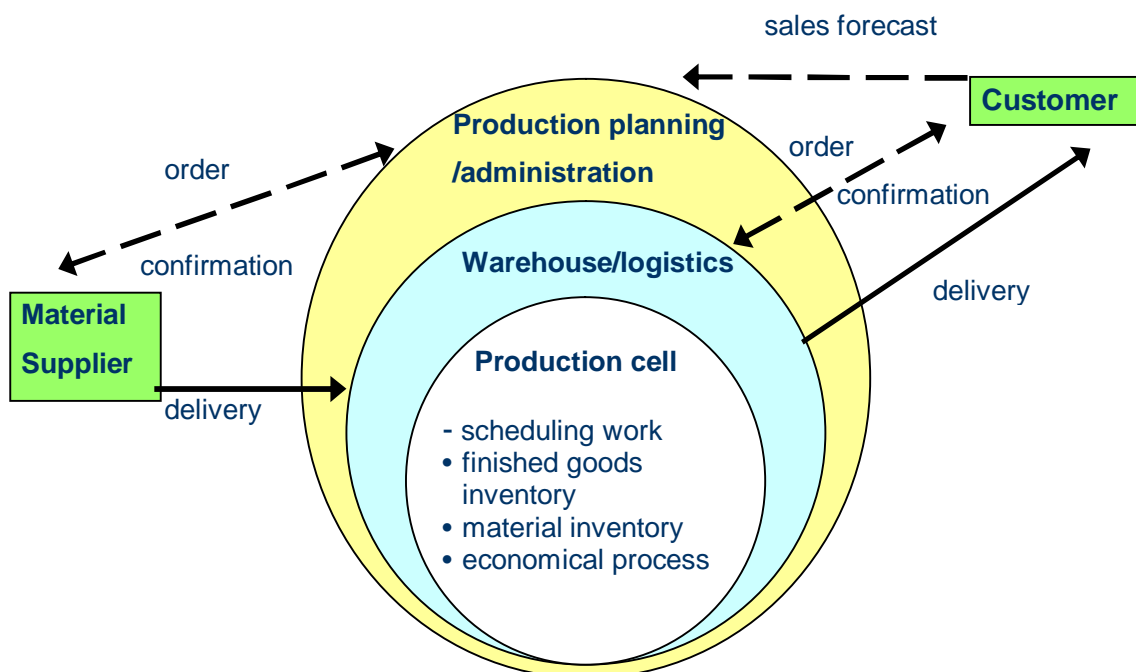 sales forecast
Customer
Production planning
/administration
order
confirmation
order
confirmation
Warehouse/logistics
delivery
Material
Supplier
delivery
Production cell
- scheduling work
• finished goods
inventory
• material inventory
• economical process